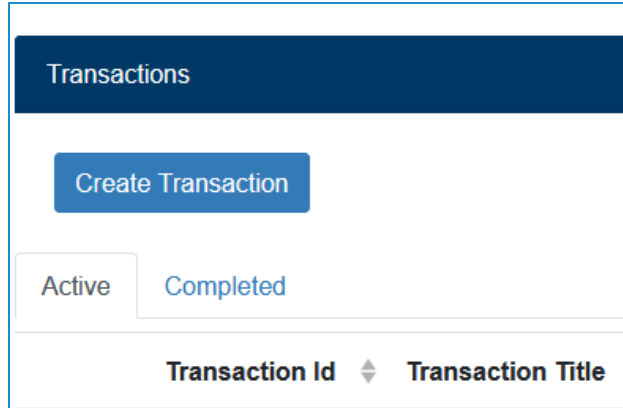 Transactions
Create Transaction
Active Completed
Transaction Id Transaction Title